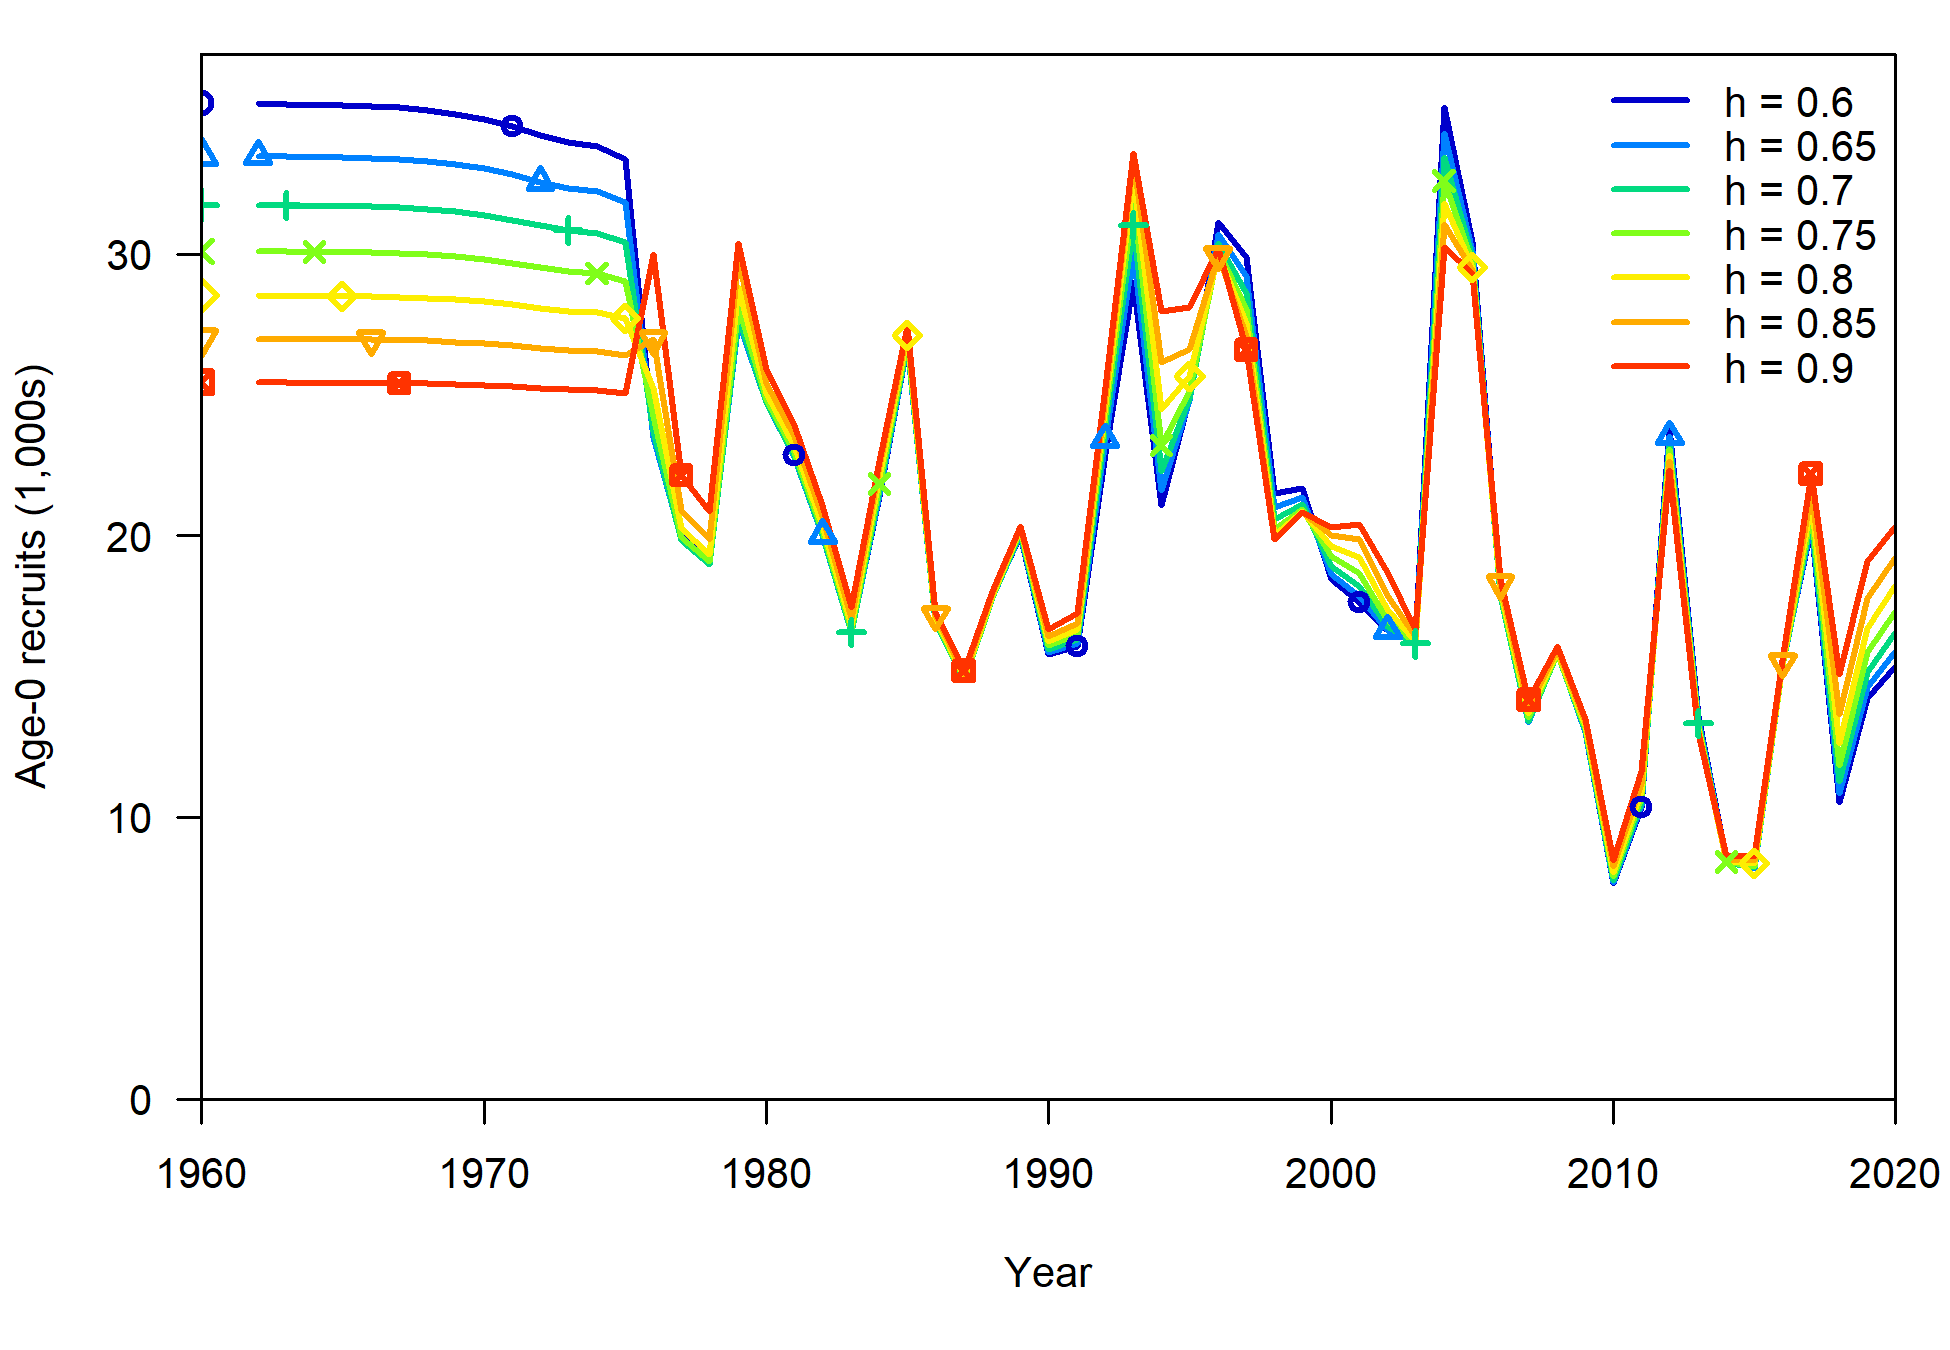 h = 0.6
h = 0.65
h = 0.7
h = 0.75
h = 0.8
h = 0.85
h = 0.9
Age-0 recruits (1,000s)
30
20
10
0
1960 1970 1980 1990 2000 2010 2020
Year